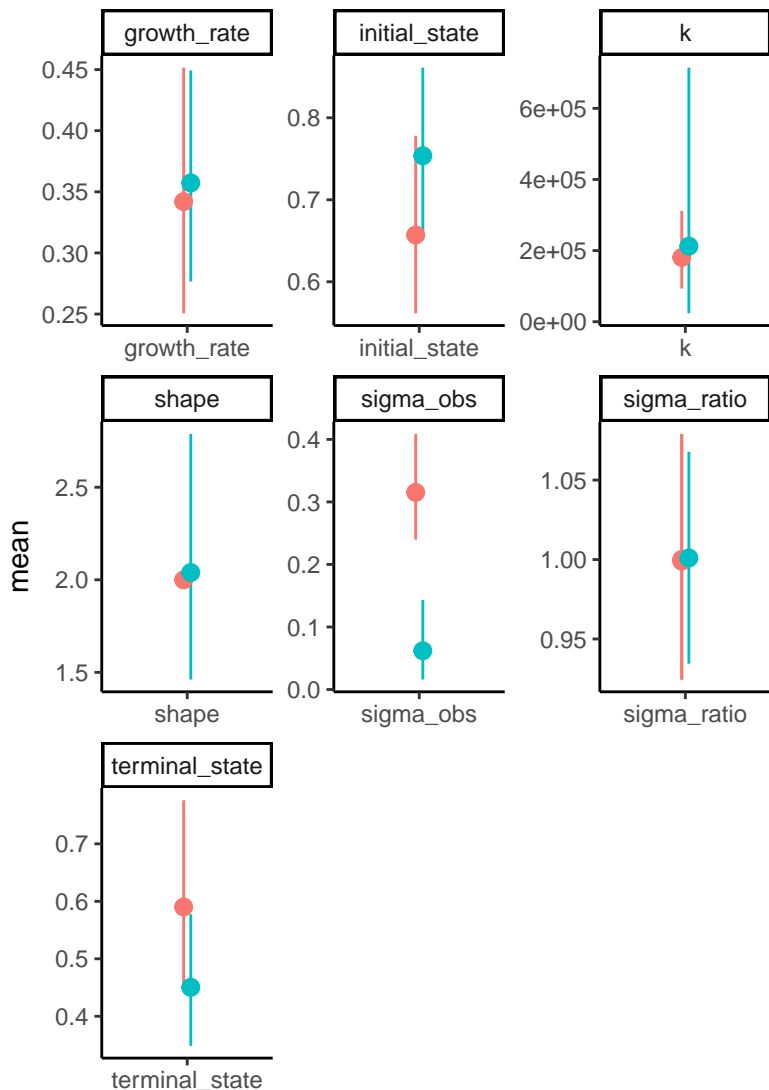 growth_rate
initial_state
k
0.45
0.40
0.35
0.30
0.25
growth_rate
0.8
0.7
0.6
initial_state
6e+05
4e+05
2e+05
0e+00
k
shape
sigma_obs
sigma_ratio
mean
2.5
2.0
1.5
shape
0.4
0.3
0.2
0.1
0.0
sigma_obs
1.05
1.00
0.95
sigma_ratio
terminal_state
0.7
0.6
0.5
0.4
terminal_state